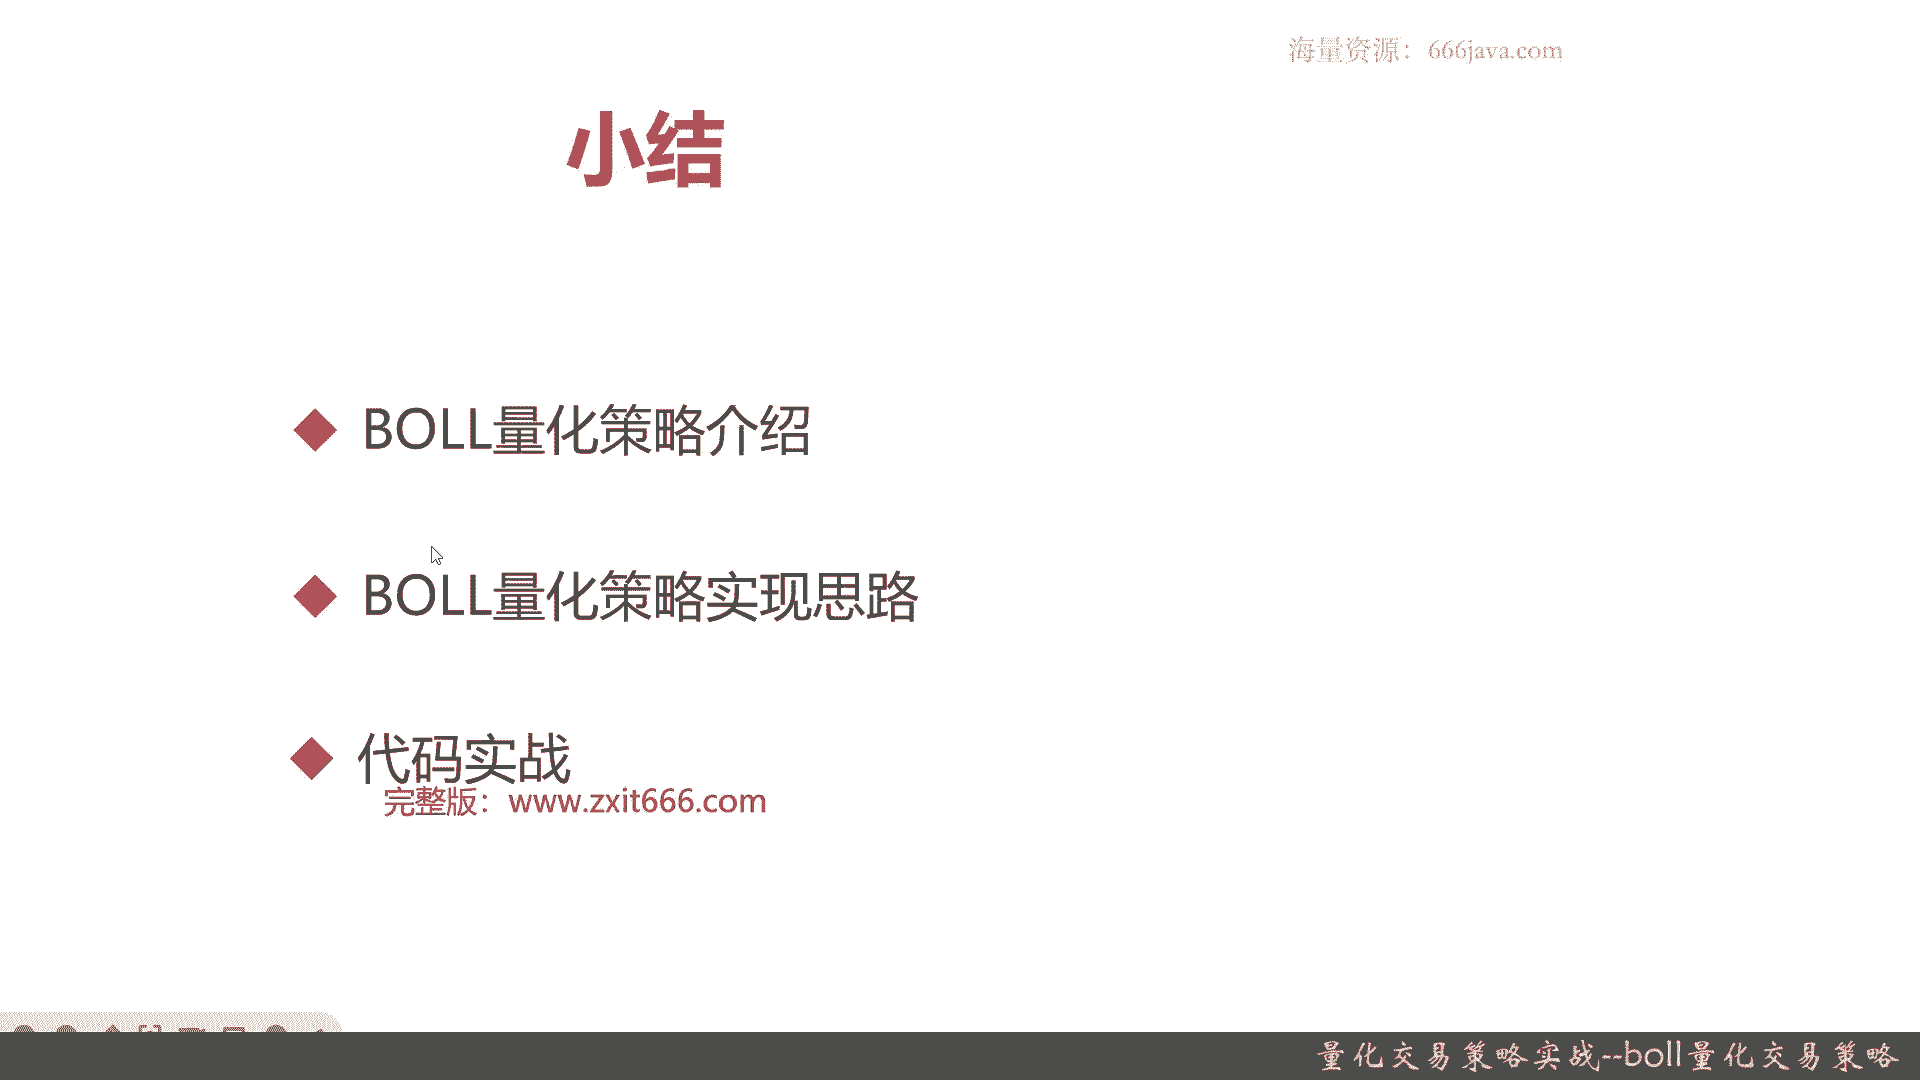 海量资源：666java.com
小结
BOLL量化策略介绍
BOLL量化策略实现思路
代码实战
完整版：www.zxit666.com
量化交易策略实战--boll量化交易策略